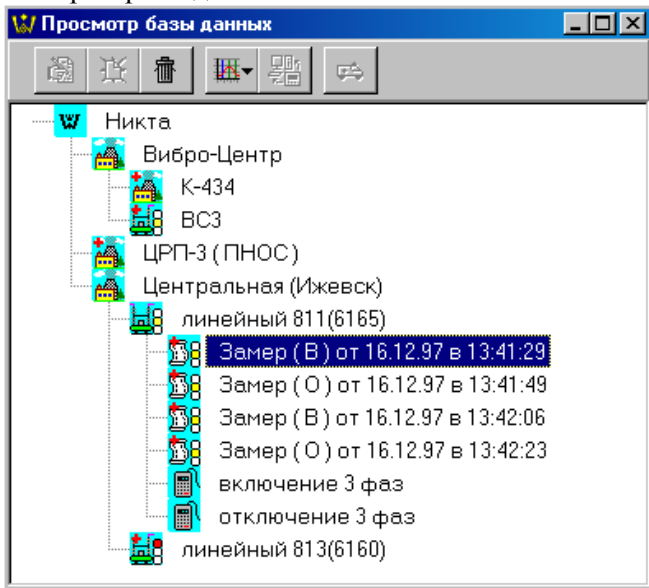 Просмотр базы данных
Никта
Вибро-Центр
К-434
ВСЗ
ЦРП-3 ( ПНОС )
Центральная (Ижевск)
линейный 811(6165)
Замер ( В ) от 16.12.97 в 13:41:29
Замер ( О ) от 16.12.97 в 13:41:49
Замер ( В ) от 16.12.97 в 13:42:06
Замер ( О ) от 16.12.97 в 13:42:23
включение 3 фаз
отключение 3 фаз
линейный 813(6160)